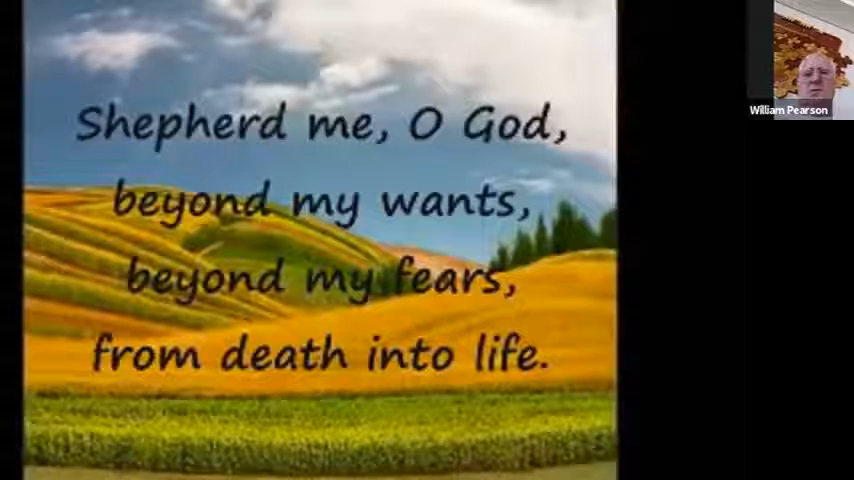 Shepherd me, O God,
beyond my wants,
beyond my fears,
from death into life.
William Pearson